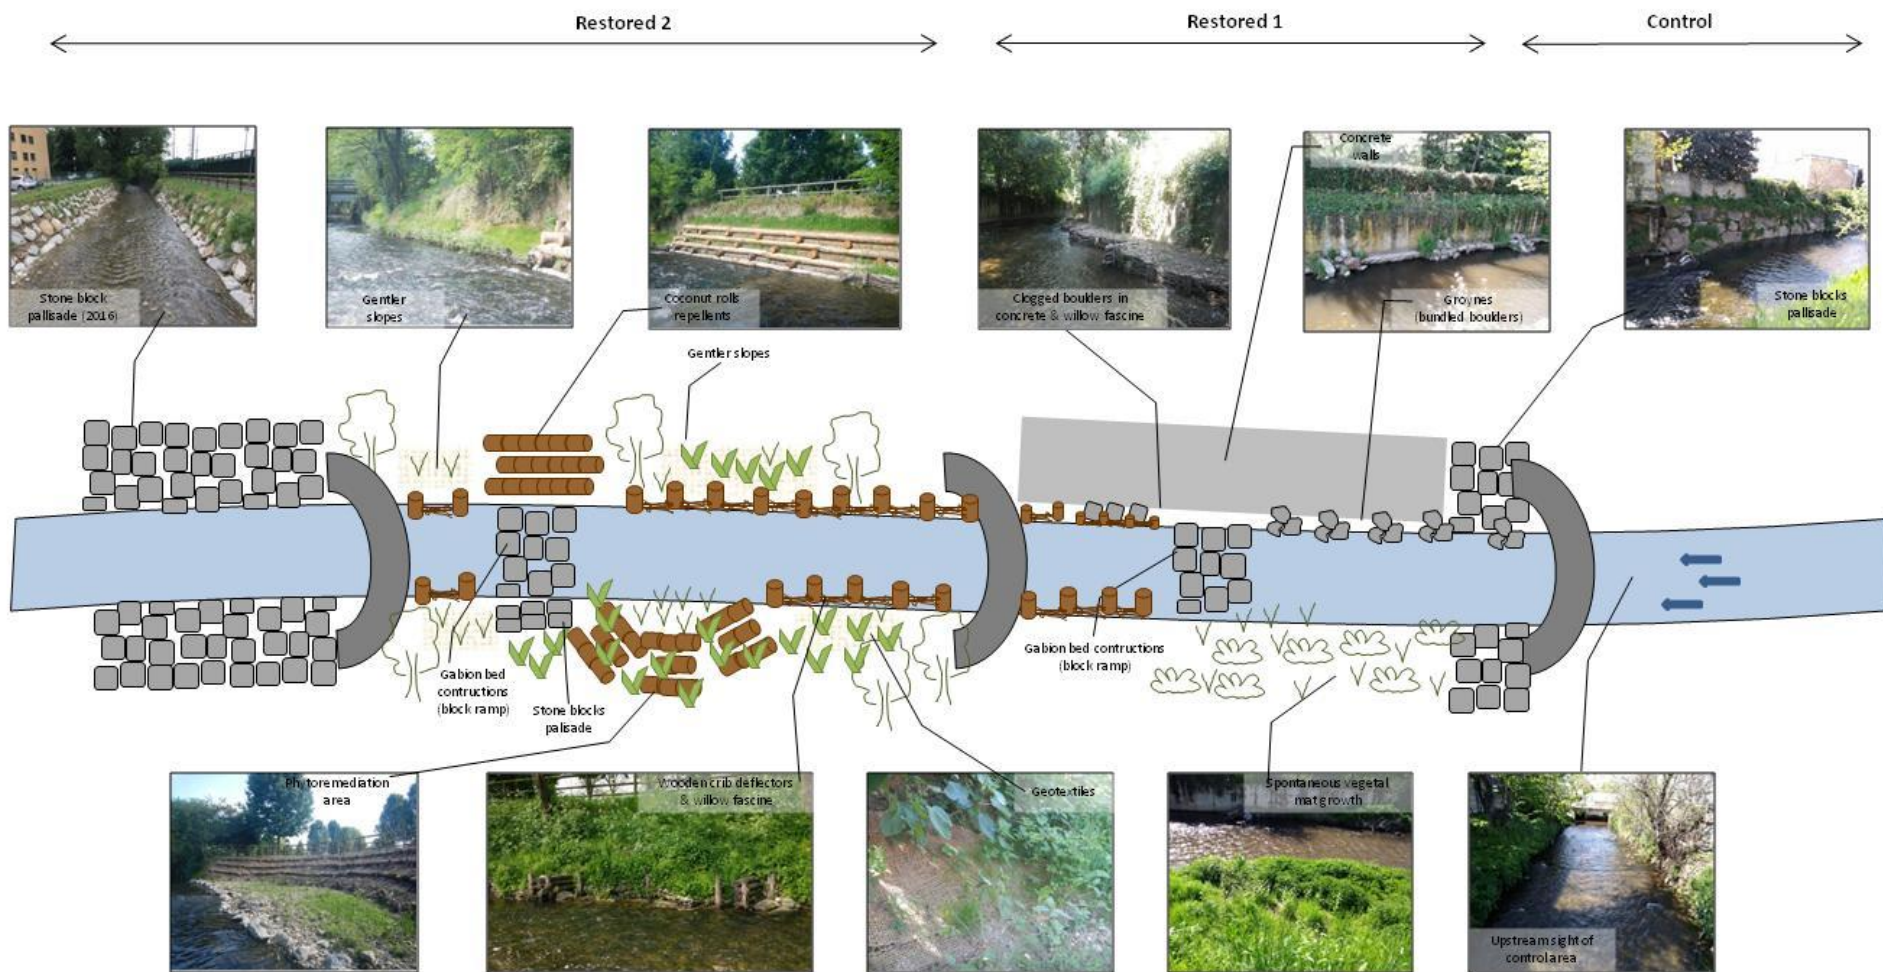 Restored 2
Restored 1
Control
Stone block
pallisade (2016)
Gentler
slopes
Coconut rolls
repellents
Clogged boulders in
concrete & willow fascine
Concrete
walls
Groynes
(bundled boulders)
Stone blocks
pallisade
Gentler slopes
Gabion bed
contructions
(block ramp)
Stone blocks
palisade
Gabion bed contructions
(block ramp)
Phytoremediation
area
Wooden crib deflectors
& willow fascine
Geotextiles
Spontaneous vegetal
mat growth
Upstream sight of
control area